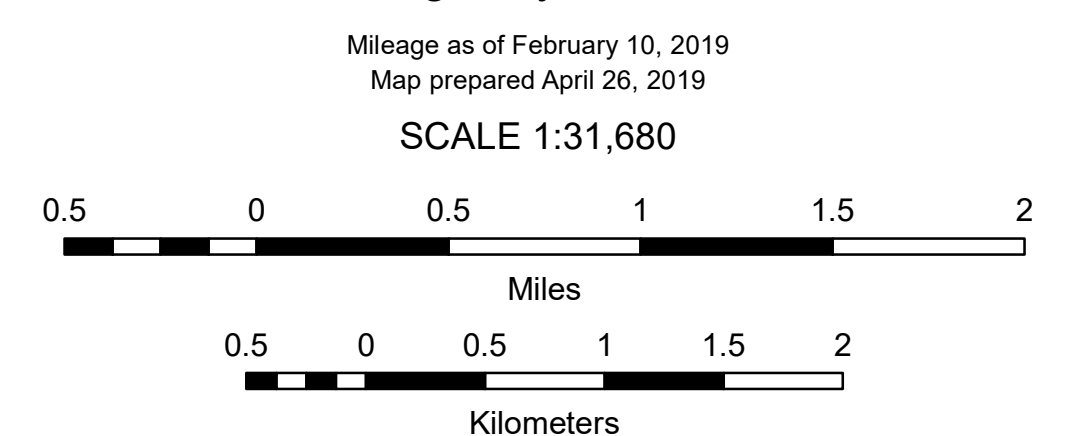 Mileage as of February 10, 2019
Map prepared April 26, 2019
SCALE 1:31,680
0.5 0 0.5 1 1.5 2
Miles
0.5 0 0.5 1 1.5 2
Kilometers